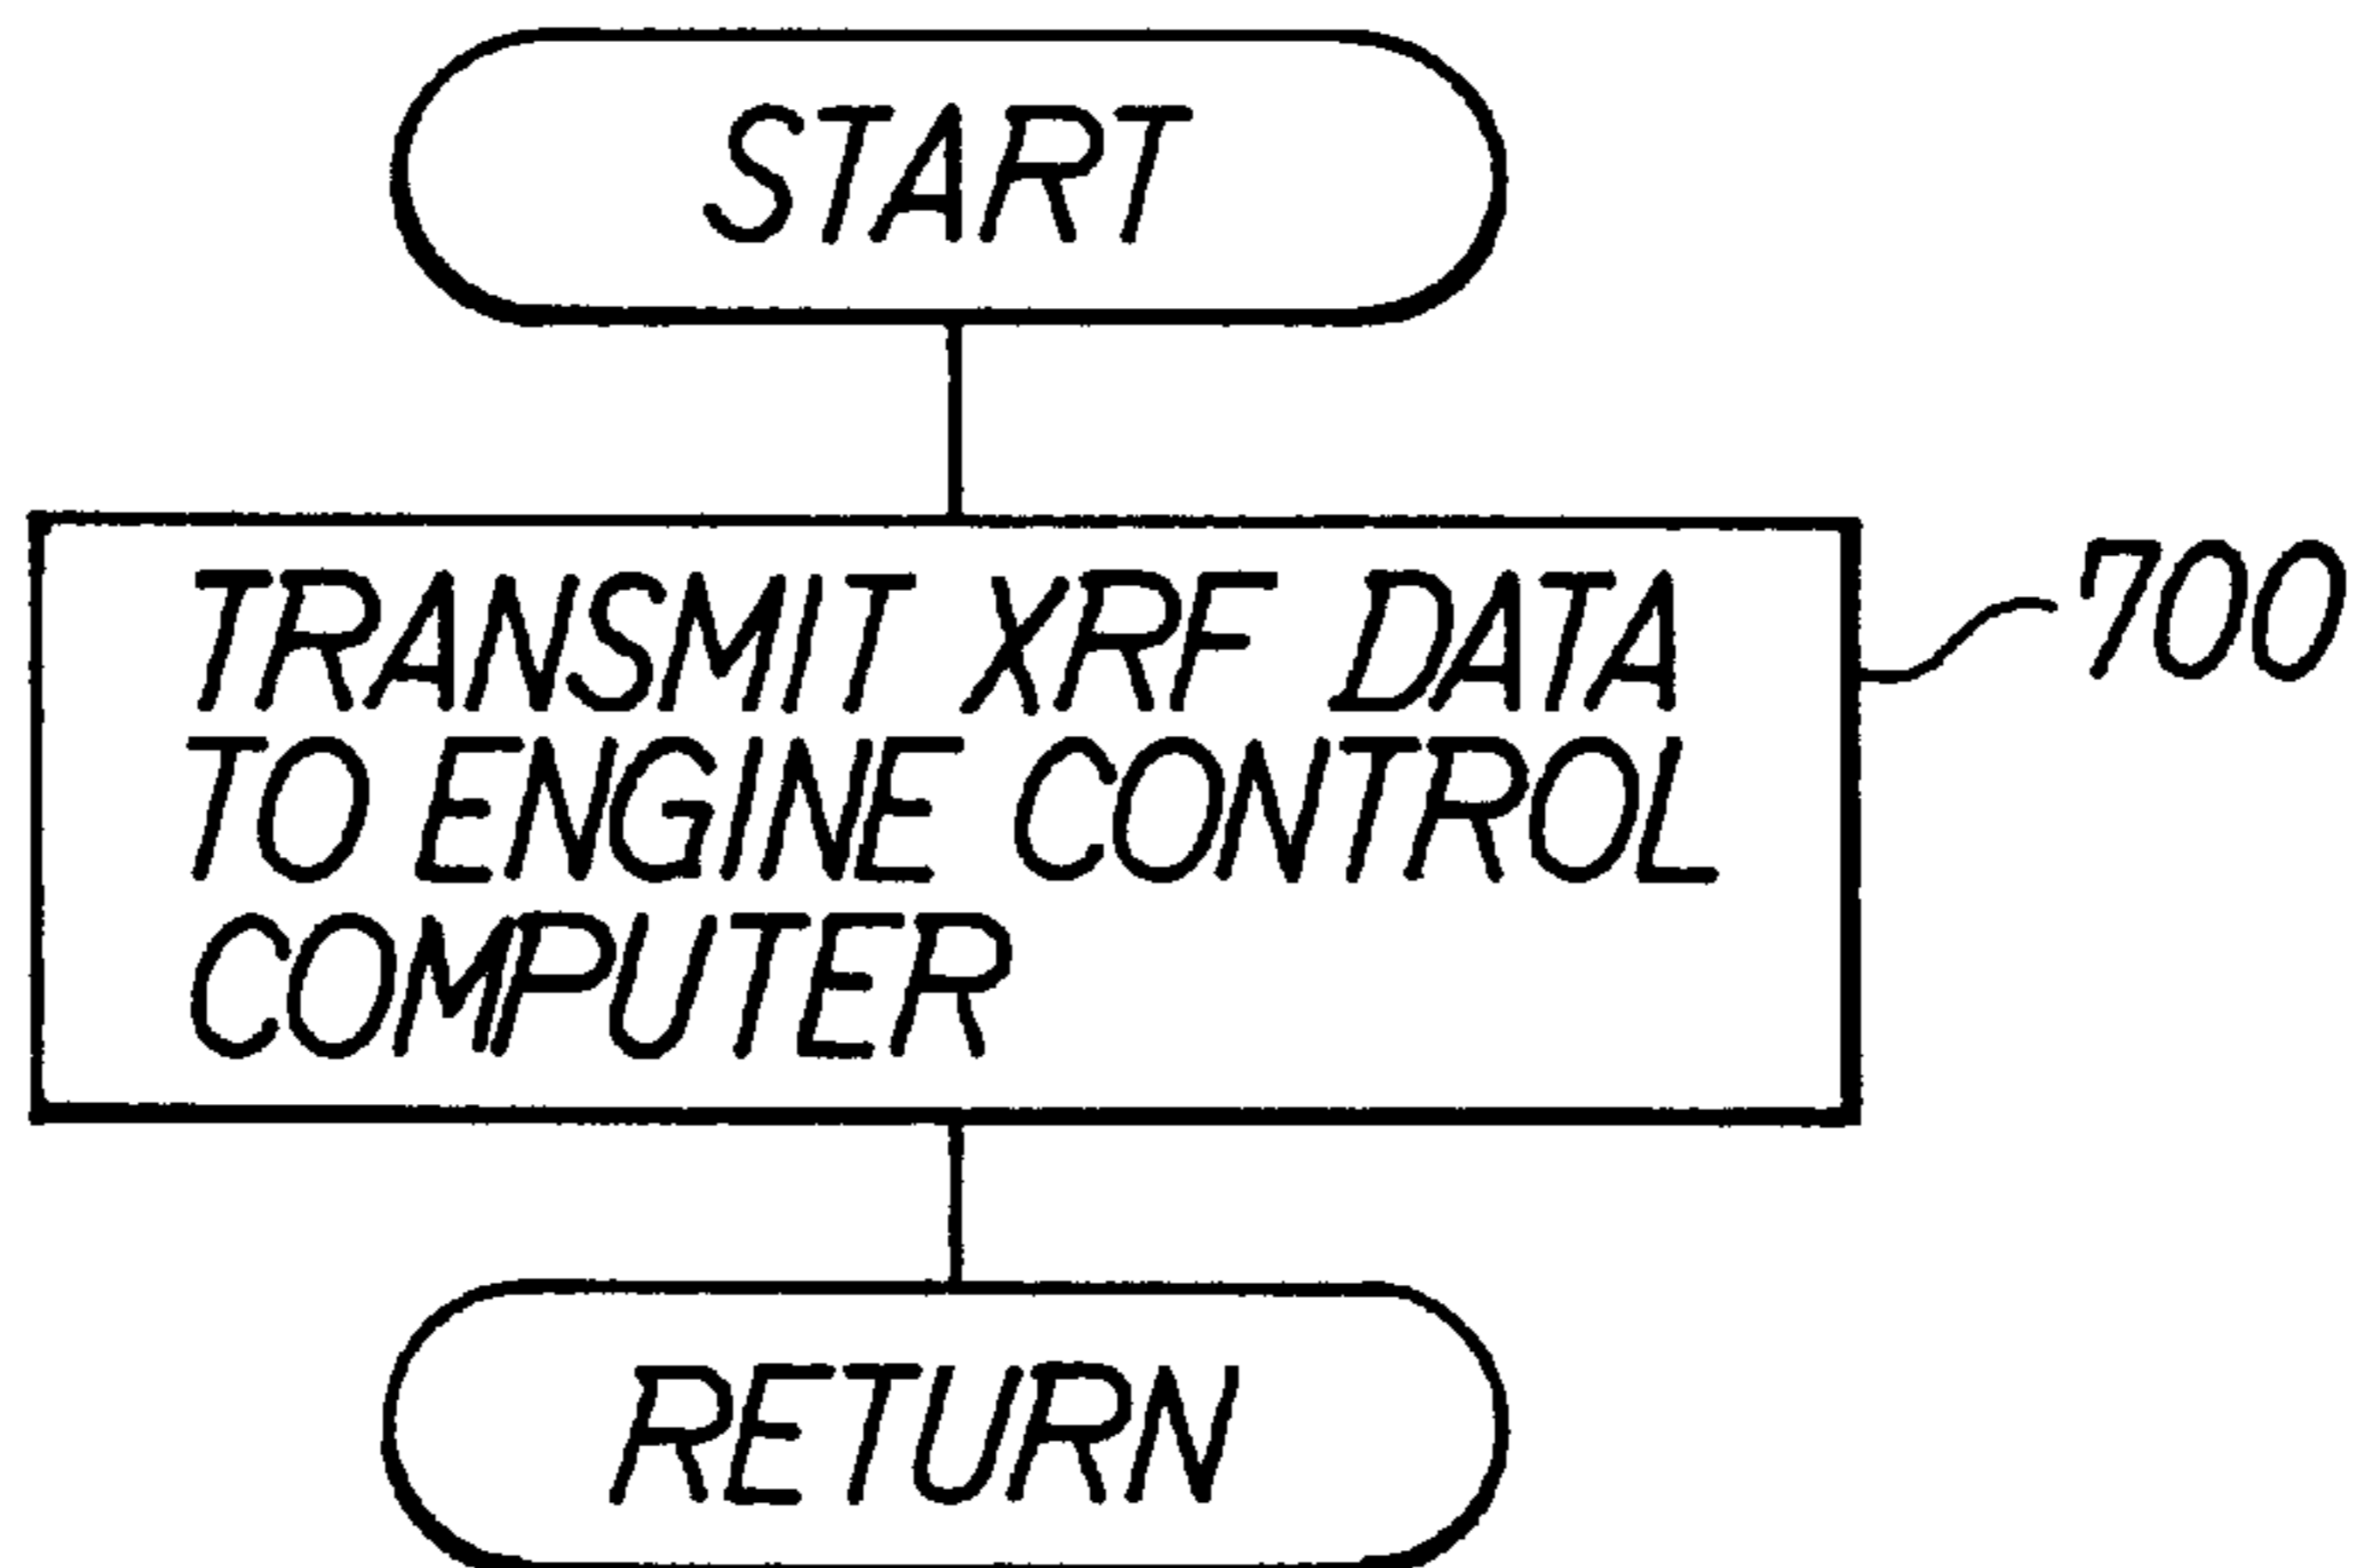 START
TRANSMIT XRF DATA
700
TO ENGINE CONTROL
COMPUTER
RETURN